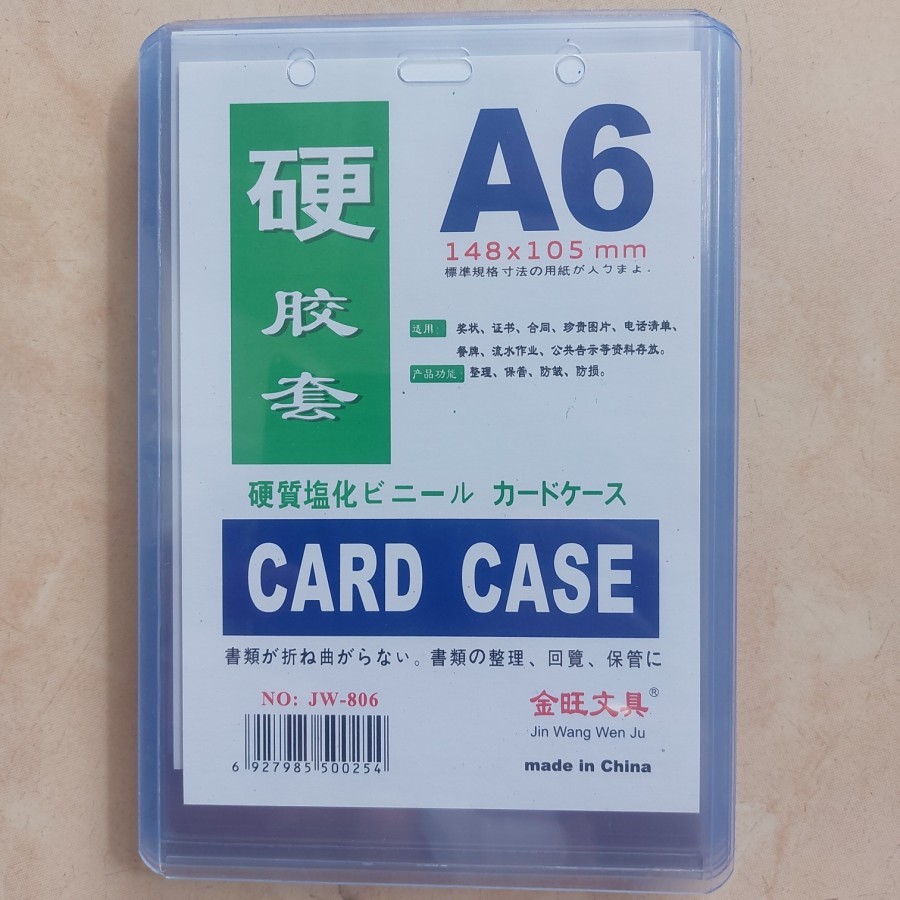 硬
胶
套
A6
148x105 mm
標準規格寸法の用紙が入りまよ.
适用: 奖状、证书、合同、珍贵图片、电话清单、
餐牌、流水作业、公共告示等资料存放。
产品功能: 整理、保管、防皱、防损。
硬質塩化ビニール カードケース
CARD CASE
書類が折ね曲がらない。書類の整理、回覽、保管に
NO: JW-806
6 927985 500254
金旺文具®
Jin Wang Wen Ju
made in China